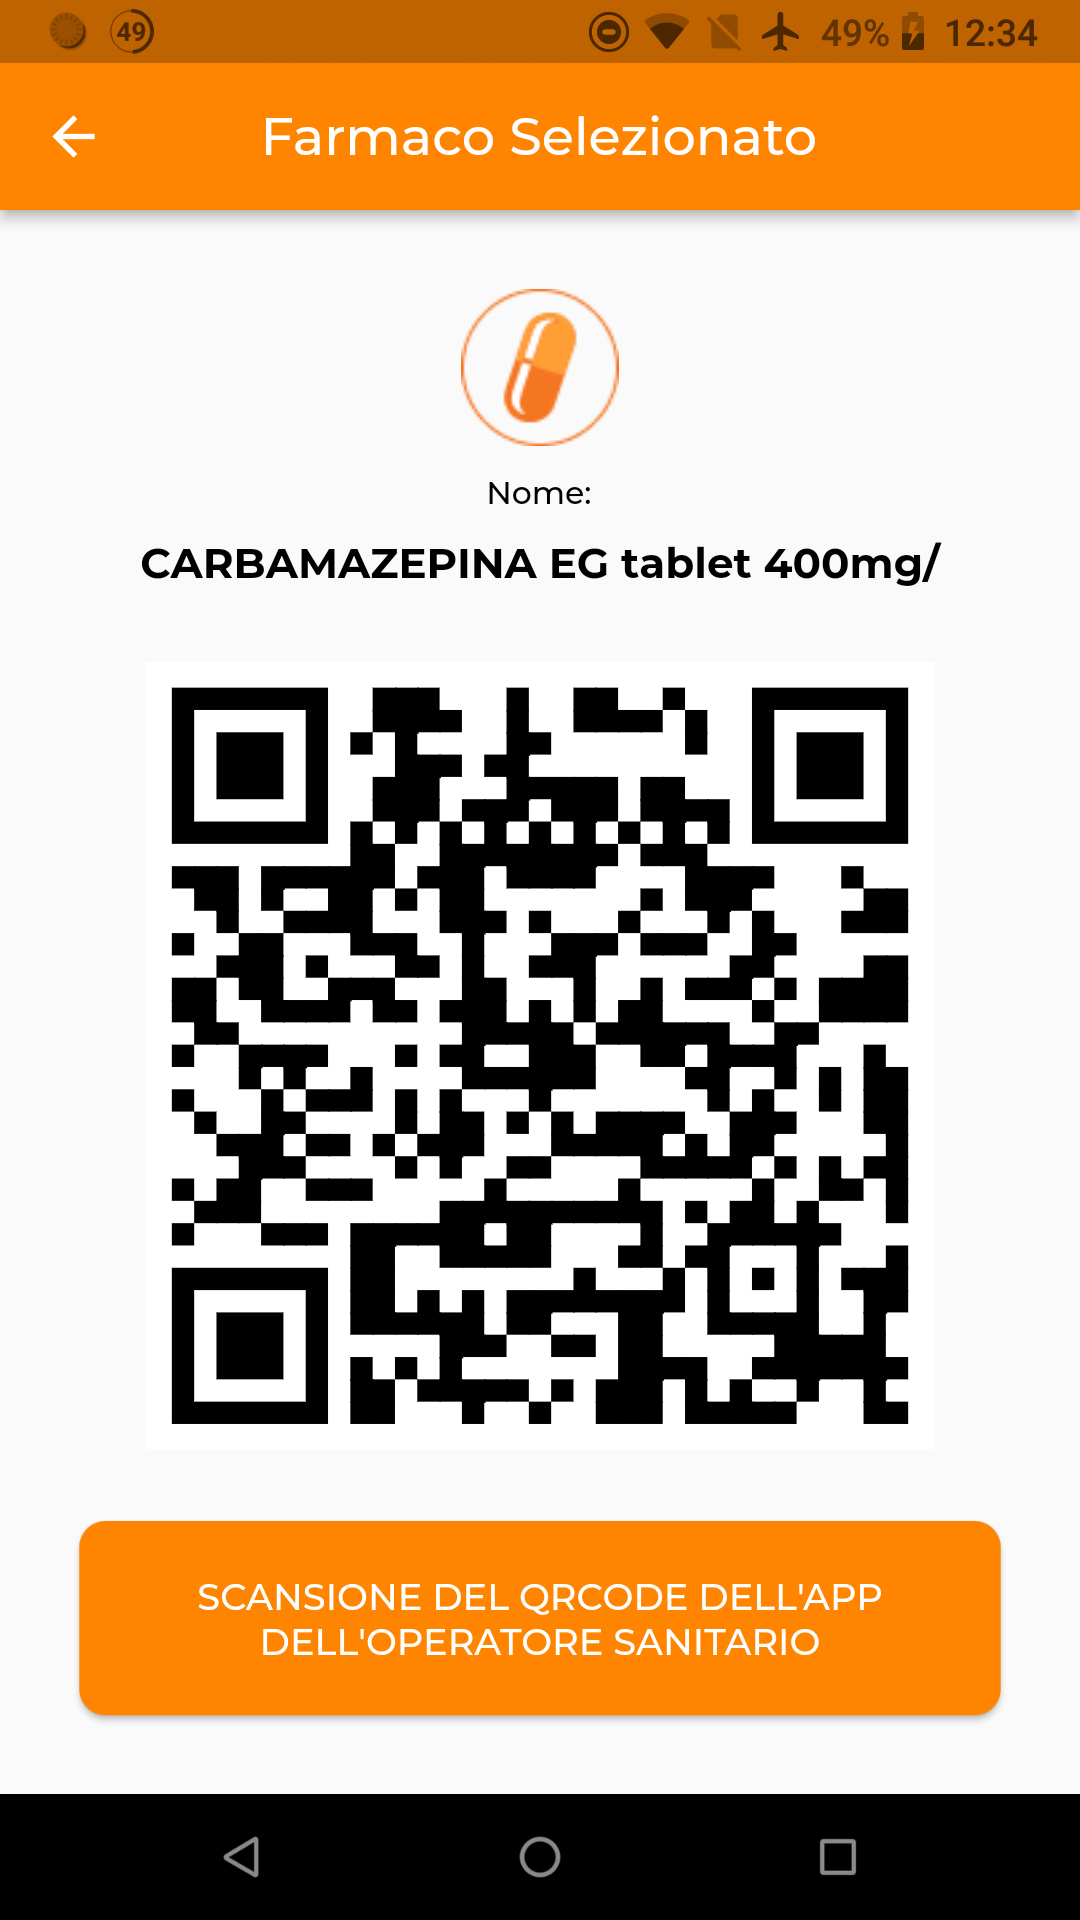 49
49%
12:34
Farmaco Selezionato
Nome:
CARBAMAZEPINA EG tablet 400mg/
SCANSIONE DEL QRCODE DELL'APP
DELL'OPERATORE SANITARIO